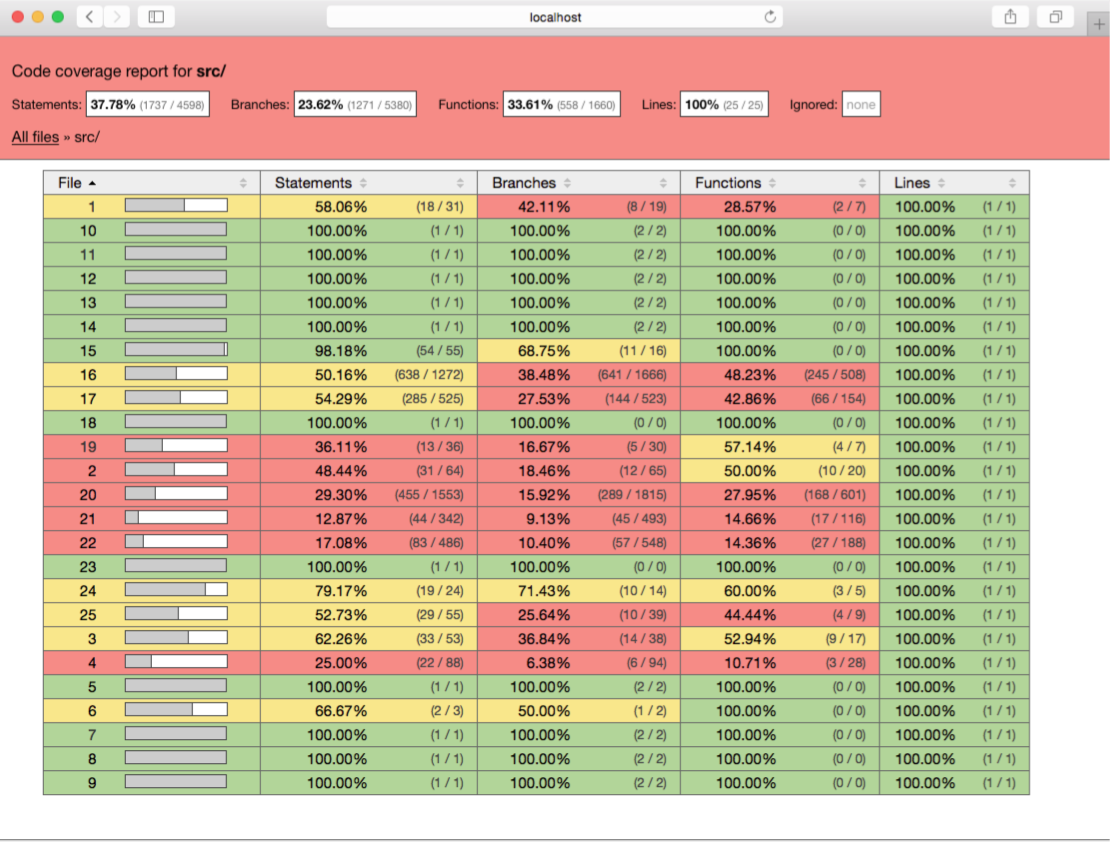 localhost
Code coverage report for src/
Statements: 37.78% (1737 / 4598) Branches: 23.62% (1271 / 5380) Functions: 33.61% (558 / 1660) Lines: 100% (25 / 25) Ignored: none
All files » src/
File Statements Branches Functions Lines
1 58.06% (18 / 31) 42.11% (8 / 19) 28.57% (2 / 7) 100.00% (1 / 1)
10 100.00% (1 / 1) 100.00% (2 / 2) 100.00% (0 / 0) 100.00% (1 / 1)
11 100.00% (1 / 1) 100.00% (2 / 2) 100.00% (0 / 0) 100.00% (1 / 1)
12 100.00% (1 / 1) 100.00% (2 / 2) 100.00% (0 / 0) 100.00% (1 / 1)
13 100.00% (1 / 1) 100.00% (2 / 2) 100.00% (0 / 0) 100.00% (1 / 1)
14 100.00% (1 / 1) 100.00% (2 / 2) 100.00% (0 / 0) 100.00% (1 / 1)
15 98.18% (54 / 55) 68.75% (11 / 16) 100.00% (0 / 0) 100.00% (1 / 1)
16 50.16% (638 / 1272) 38.48% (641 / 1666) 48.23% (245 / 508) 100.00% (1 / 1)
17 54.29% (285 / 525) 27.53% (144 / 523) 42.86% (66 / 154) 100.00% (1 / 1)
18 100.00% (1 / 1) 100.00% (0 / 0) 100.00% (0 / 0) 100.00% (1 / 1)
19 36.11% (13 / 36) 16.67% (5 / 30) 57.14% (4 / 7) 100.00% (1 / 1)
2 48.44% (31 / 64) 18.46% (12 / 65) 50.00% (10 / 20) 100.00% (1 / 1)
20 29.30% (455 / 1553) 15.92% (289 / 1815) 27.95% (168 / 601) 100.00% (1 / 1)
21 12.87% (44 / 342) 9.13% (45 / 493) 14.66% (17 / 116) 100.00% (1 / 1)
22 17.08% (83 / 486) 10.40% (57 / 548) 14.36% (27 / 188) 100.00% (1 / 1)
23 100.00% (1 / 1) 100.00% (0 / 0) 100.00% (0 / 0) 100.00% (1 / 1)
24 79.17% (19 / 24) 71.43% (10 / 14) 60.00% (3 / 5) 100.00% (1 / 1)
25 52.73% (29 / 55) 25.64% (10 / 39) 44.44% (4 / 9) 100.00% (1 / 1)
3 62.26% (33 / 53) 36.84% (14 / 38) 52.94% (9 / 17) 100.00% (1 / 1)
4 25.00% (22 / 88) 6.38% (6 / 94) 10.71% (3 / 28) 100.00% (1 / 1)
5 100.00% (1 / 1) 100.00% (2 / 2) 100.00% (0 / 0) 100.00% (1 / 1)
6 66.67% (2 / 3) 50.00% (1 / 2) 100.00% (0 / 0) 100.00% (1 / 1)
7 100.00% (1 / 1) 100.00% (2 / 2) 100.00% (0 / 0) 100.00% (1 / 1)
8 100.00% (1 / 1) 100.00% (2 / 2) 100.00% (0 / 0) 100.00% (1 / 1)
9 100.00% (1 / 1) 100.00% (2 / 2) 100.00% (0 / 0) 100.00% (1 / 1)